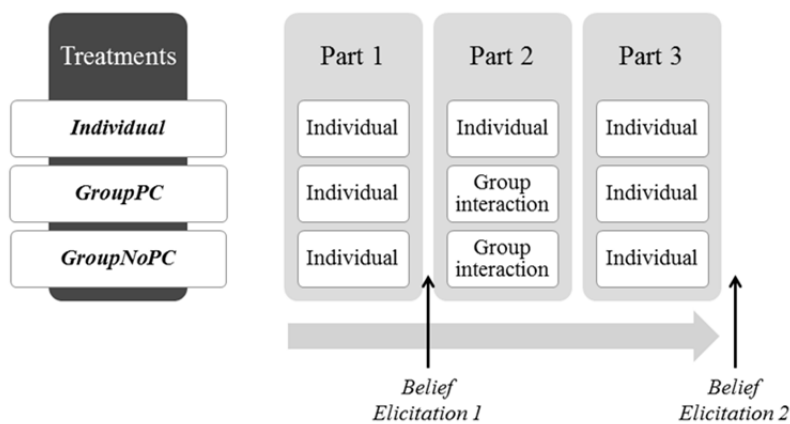 Treatments
Part 1
Part 2
Part 3
Individual
Individual
Individual
Individual
GroupPC
Individual
Group
interaction
Individual
GroupNoPC
Individual
Group
interaction
Individual
Belief
Elicitation 1
Belief
Elicitation 2